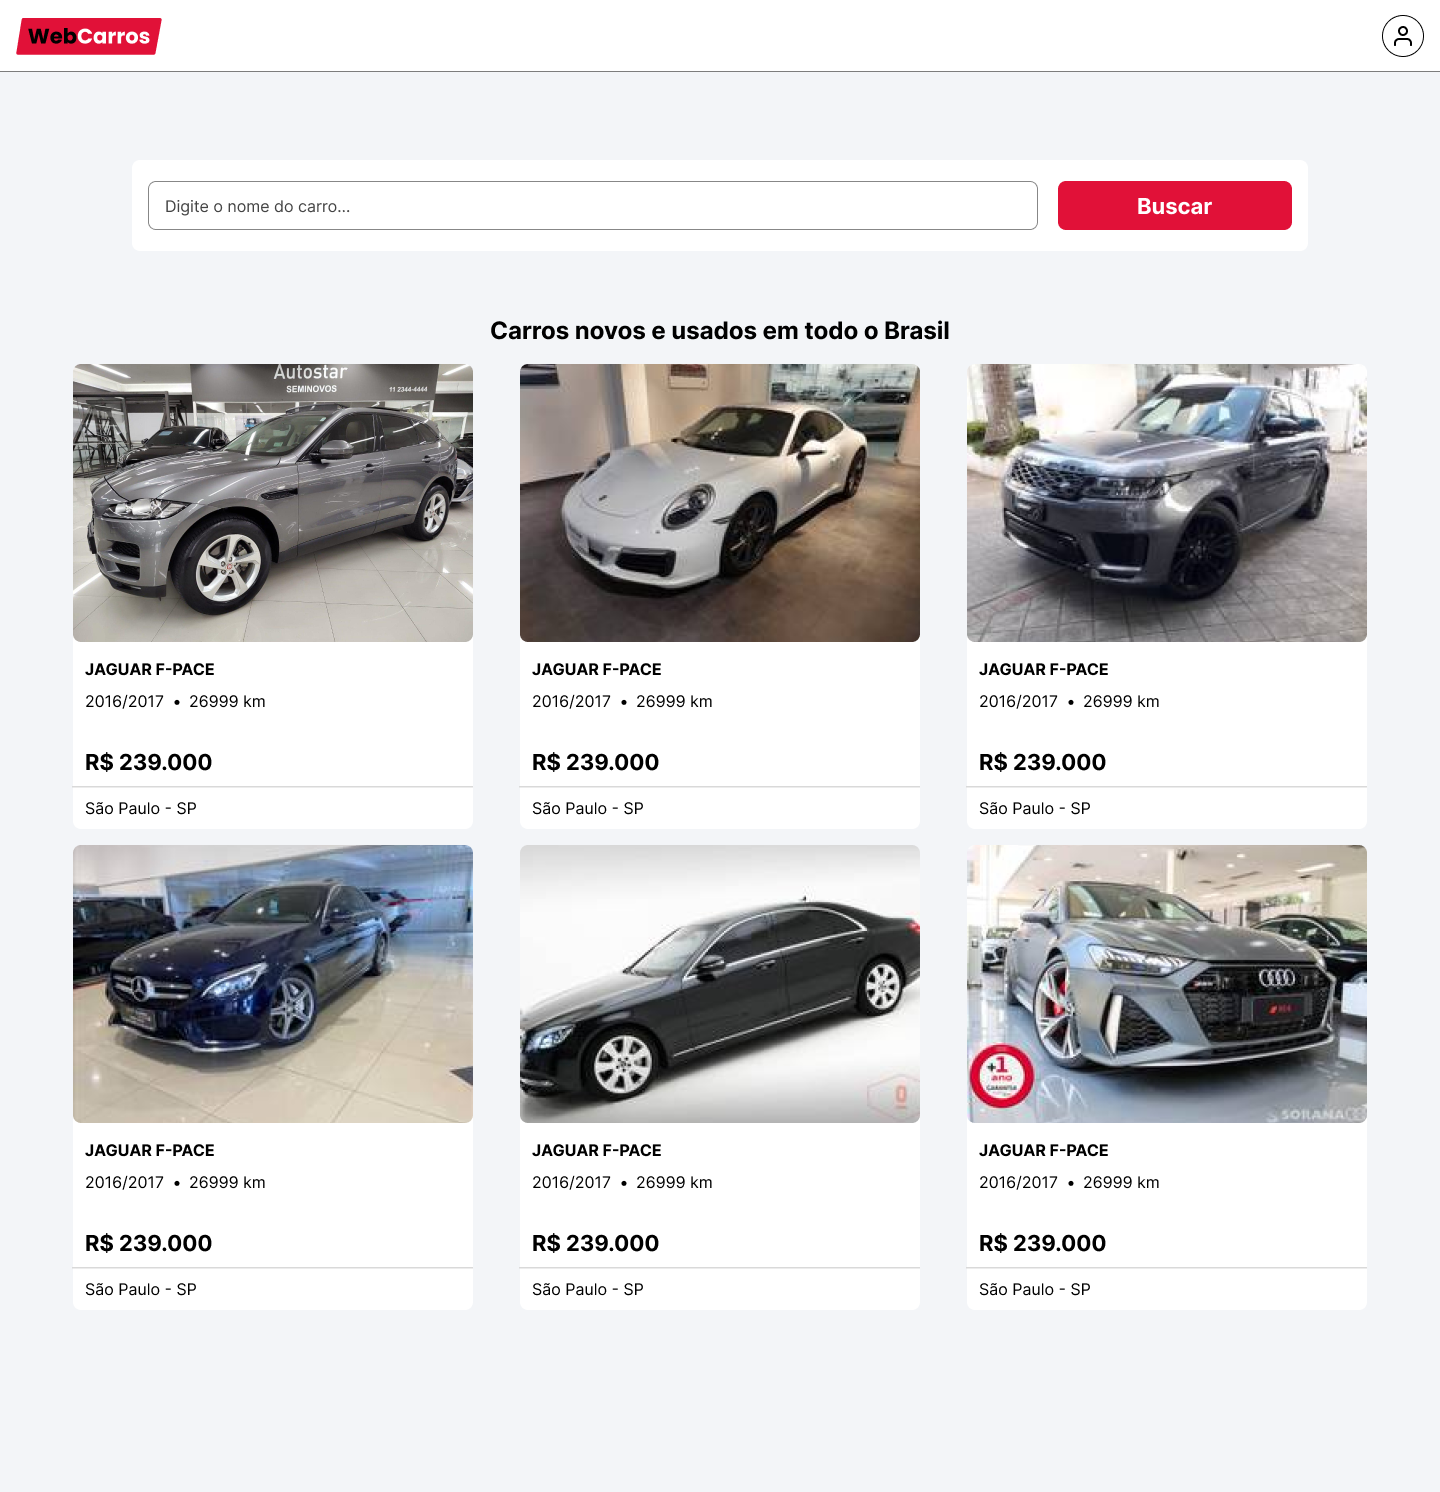 WebCarros
Digite o nome do carro...
Buscar
Carros novos e usados em todo o Brasil
Autostar
SEMINOVOS
11 2344-4444
JAGUAR F-PACE
2016/2017 • 26999 km
R$ 239.000
São Paulo - SP
JAGUAR F-PACE
2016/2017 • 26999 km
R$ 239.000
São Paulo - SP
JAGUAR F-PACE
2016/2017 • 26999 km
R$ 239.000
São Paulo - SP
+1
ano
GARANTIA
SORANA
JAGUAR F-PACE
2016/2017 • 26999 km
R$ 239.000
São Paulo - SP
JAGUAR F-PACE
2016/2017 • 26999 km
R$ 239.000
São Paulo - SP
JAGUAR F-PACE
2016/2017 • 26999 km
R$ 239.000
São Paulo - SP